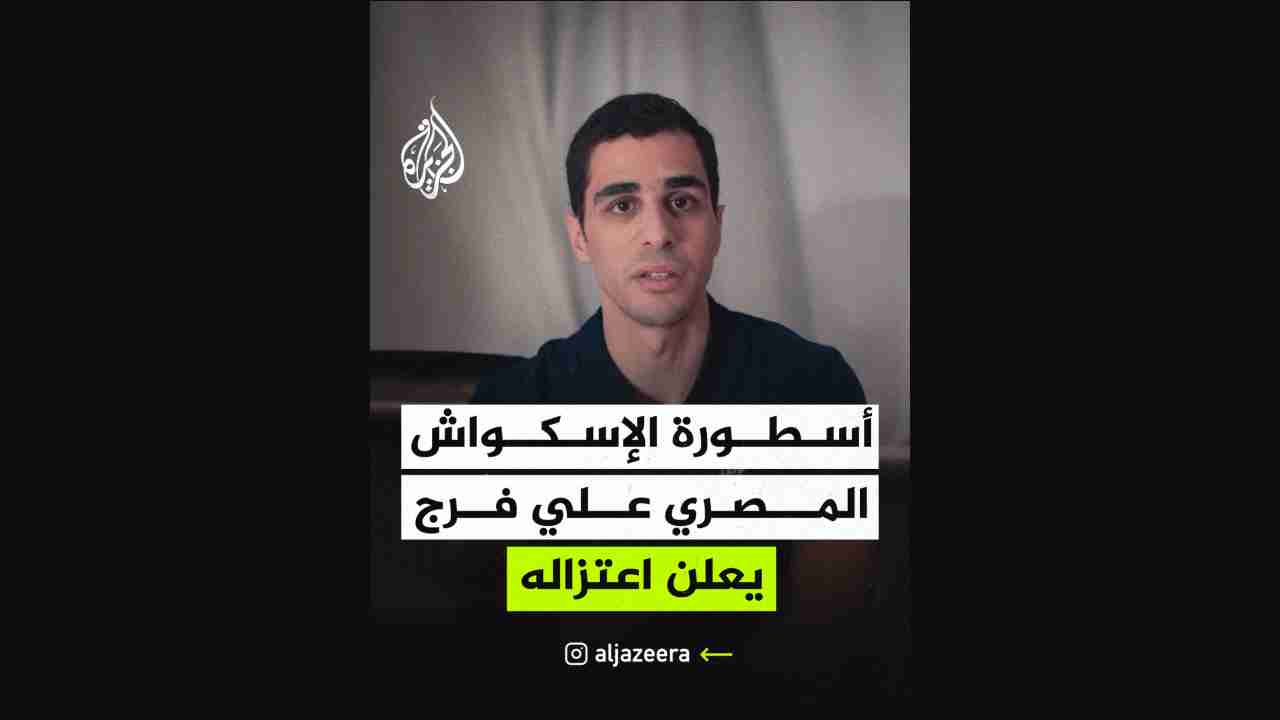 الجزيرة
أسطورة الإسكواش
المصري علي فرج
يعلن اعتزاله
aljazeera